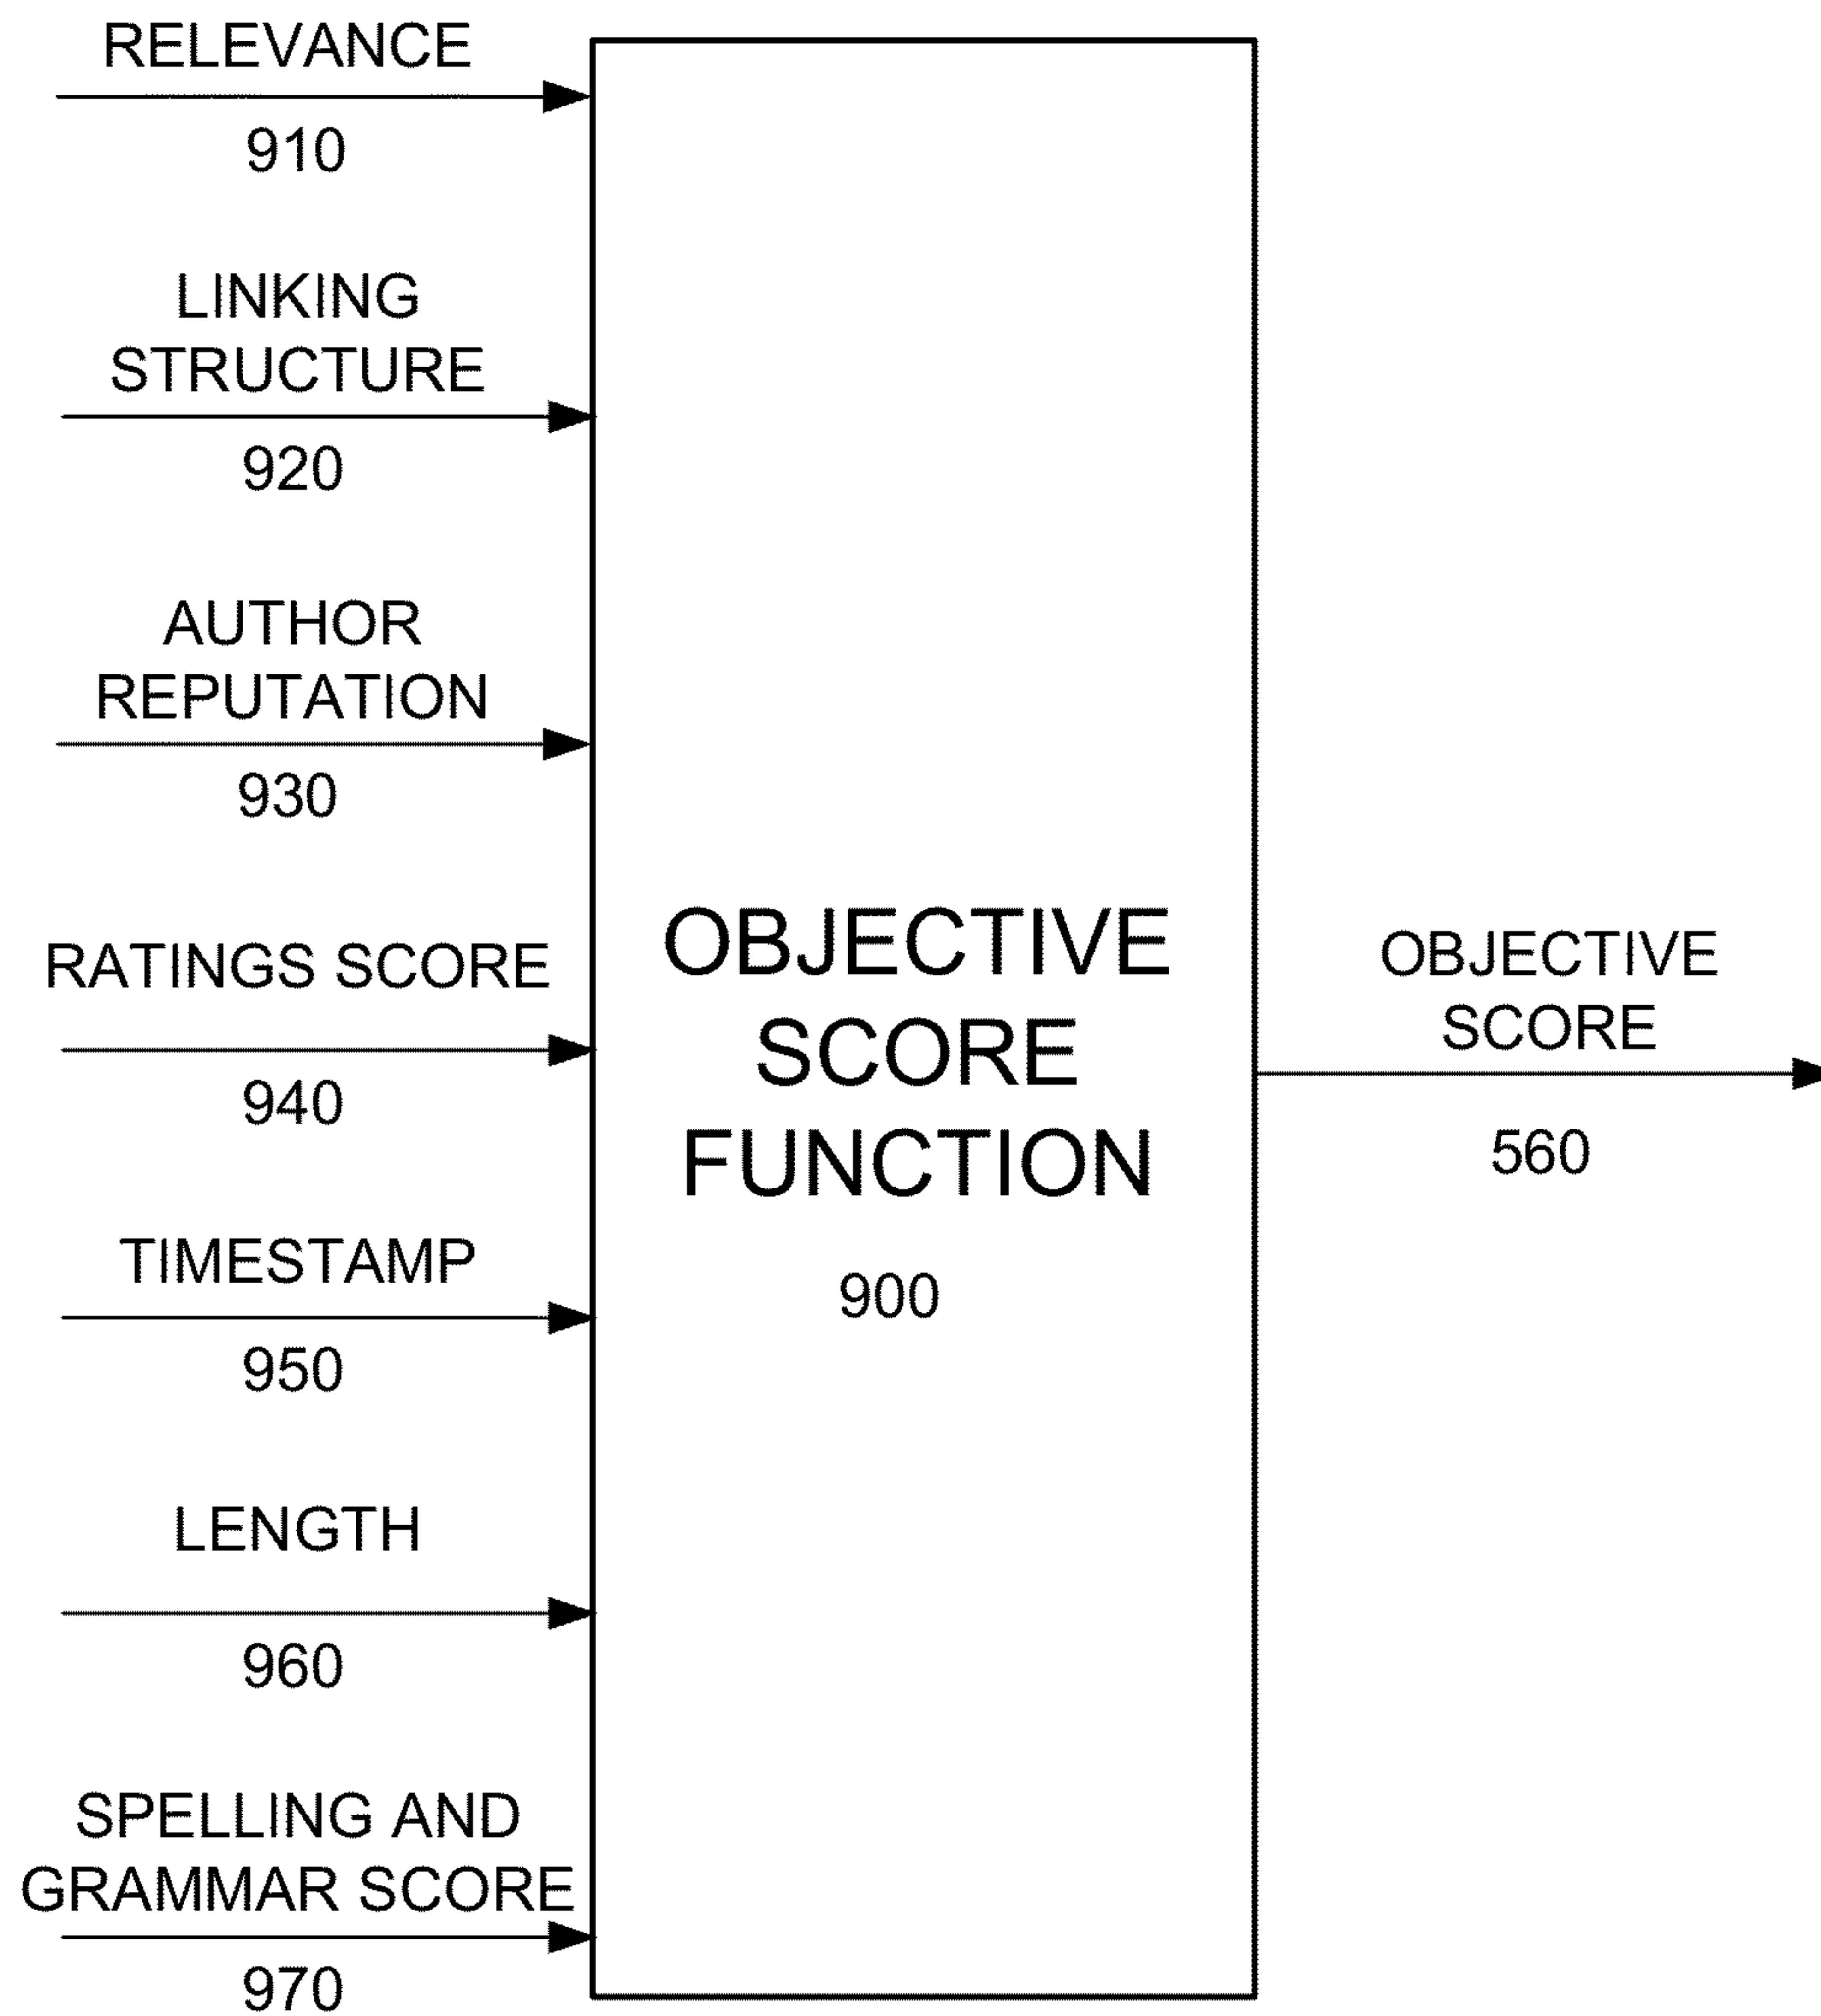 RELEVANCE
910
LINKING
STRUCTURE
920
AUTHOR
REPUTATION
930
RATINGS SCORE
940
TIMESTAMP
950
LENGTH
960
SPELLING AND
GRAMMAR SCORE
970
OBJECTIVE
SCORE
FUNCTION
900
OBJECTIVE
SCORE
560